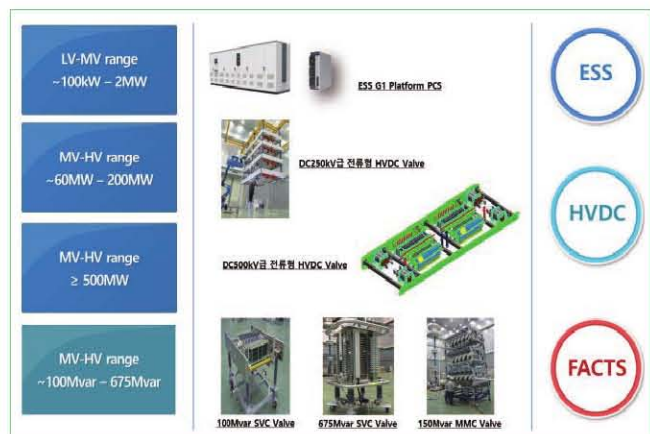 LV-MV range
~100kW – 2MW
ESS G1 Platform PCS
ESS
MV-HV range
~60MW – 200MW
DC250kV급 전류형 HVDC Valve
HVDC
MV-HV range
≥ 500MW
DC500kV급 전류형 HVDC Valve
MV-HV range
~100Mvar – 675Mvar
100Mvar SVC Valve
675Mvar SVC Valve
150Mvar MMC Valve
FACTS